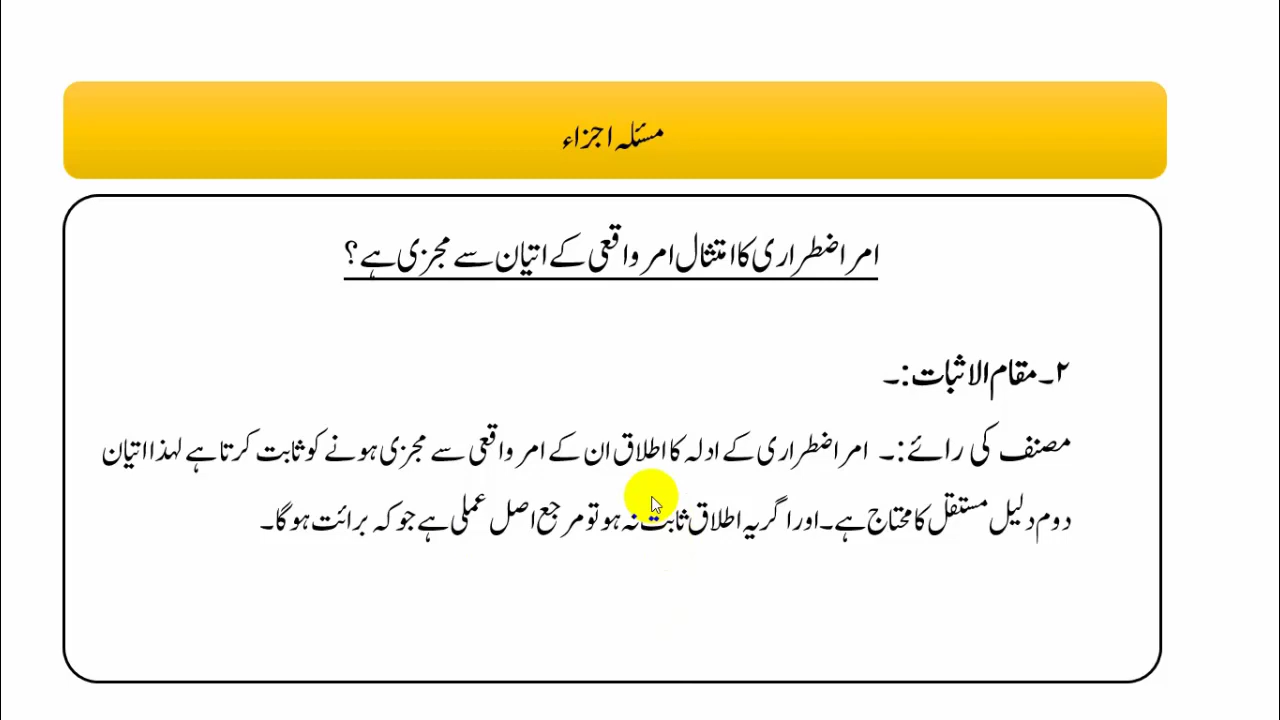 مسئلہ اجزاء
امر اضطراری کا امتثال امر واقعی کے اتیان سے مجزی ہے؟
۲۔ مقام الاثبات:۔
مصنف کی رائے:۔ امر اضطراری کے ادلہ کا اطلاق ان کے امر واقعی سے مجزی ہونے کو ثابت کرتا ہے لہذا اتیان
دوم دلیل مستقل کا محتاج ہے۔ اور اگر یہ اطلاق ثابت نہ ہو تو مرجع اصل عملی ہے جو کہ برائت ہوگا۔